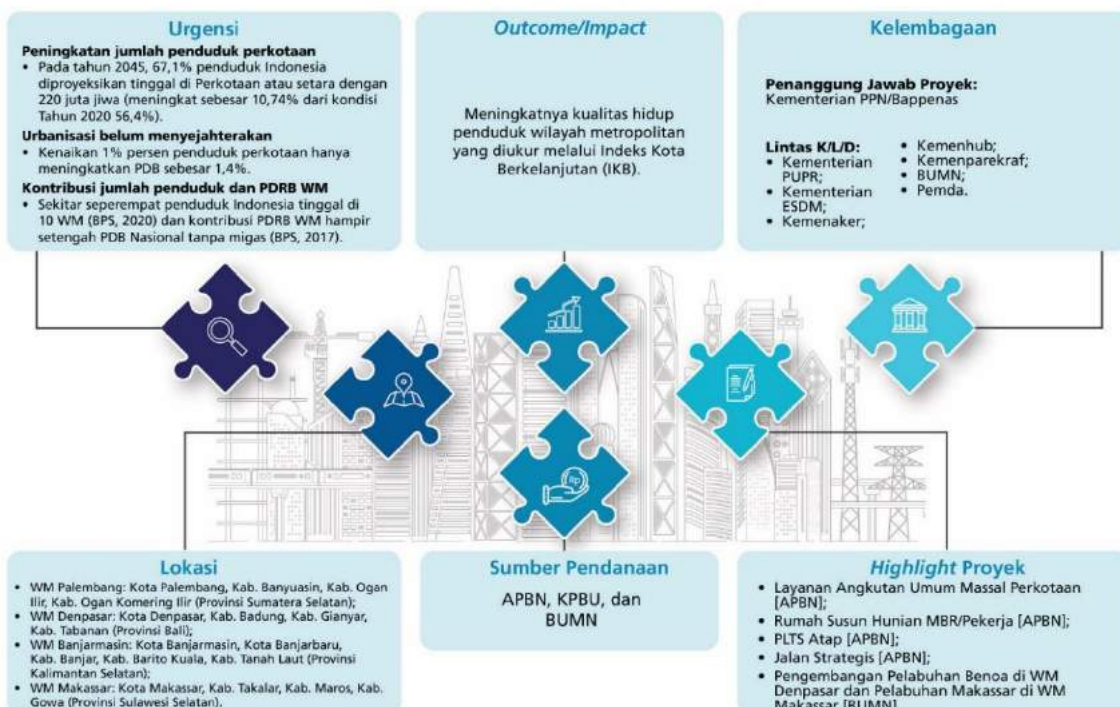 Urgensi
Peningkatan jumlah penduduk perkotaan
• Pada tahun 2045, 67,1% penduduk Indonesia
diproyeksikan tinggal di Perkotaan atau setara dengan
220 juta jiwa (meningkat sebesar 10,74% dari kondisi
Tahun 2020 56,4%).
Urbanisasi belum menyejahterakan
• Kenaikan 1% persen penduduk perkotaan hanya
meningkatkan PDB sebesar 1,4%.
Kontribusi jumlah penduduk dan PDRB WM
• Sekitar seperempat penduduk Indonesia tinggal di
10 WM (BPS, 2020) dan kontribusi PDRB WM hampir
setengah PDB Nasional tanpa migas (BPS, 2017).
Outcome/Impact
Meningkatnya kualitas hidup
penduduk wilayah metropolitan
yang diukur melalui Indeks Kota
Berkelanjutan (IKB).
Kelembagaan
Penanggung Jawab Proyek:
Kementerian PPN/Bappenas
Lintas K/L/D:
• Kementerian
PUPR;
• Kementerian
ESDM;
• Kemenaker;
• Kemenhub;
• Kemenparekraf;
• BUMN;
• Pemda.
Rp
Lokasi
• WM Palembang: Kota Palembang, Kab. Banyuasin, Kab. Ogan
Ilir, Kab. Ogan Komering Ilir (Provinsi Sumatera Selatan);
• WM Denpasar: Kota Denpasar, Kab. Badung, Kab. Gianyar,
Kab. Tabanan (Provinsi Bali);
• WM Banjarmasin: Kota Banjarmasin, Kota Banjarbaru,
Kab. Banjar, Kab. Barito Kuala, Kab. Tanah Laut (Provinsi
Kalimantan Selatan);
• WM Makassar: Kota Makassar, Kab. Takalar, Kab. Maros, Kab.
Gowa (Provinsi Sulawesi Selatan).
Sumber Pendanaan
APBN, KPBU, dan
BUMN
Highlight Proyek
• Layanan Angkutan Umum Massal Perkotaan
[APBN];
• Rumah Susun Hunian MBR/Pekerja [APBN];
• PLTS Atap [APBN];
• Jalan Strategis [APBN];
• Pengembangan Pelabuhan Benoa di WM
Denpasar dan Pelabuhan Makassar di WM
Makassar [BUMN]